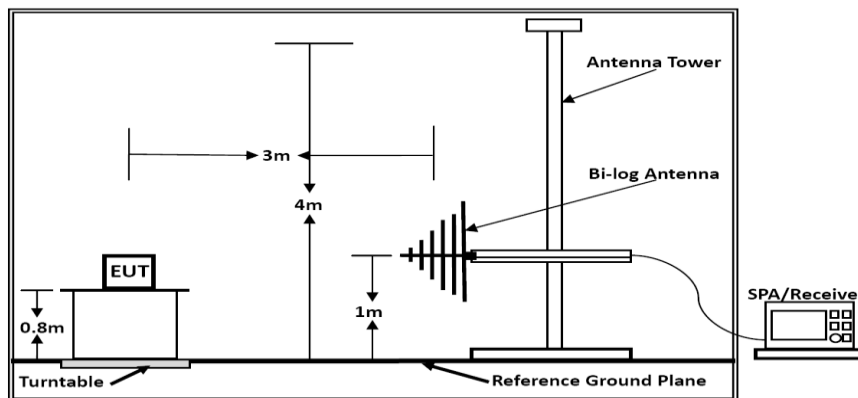 Antenna Tower
3m
Bi-log Antenna
4m
EUT
SPA/Receive
1m
0.8m
Turntable
Reference Ground Plane